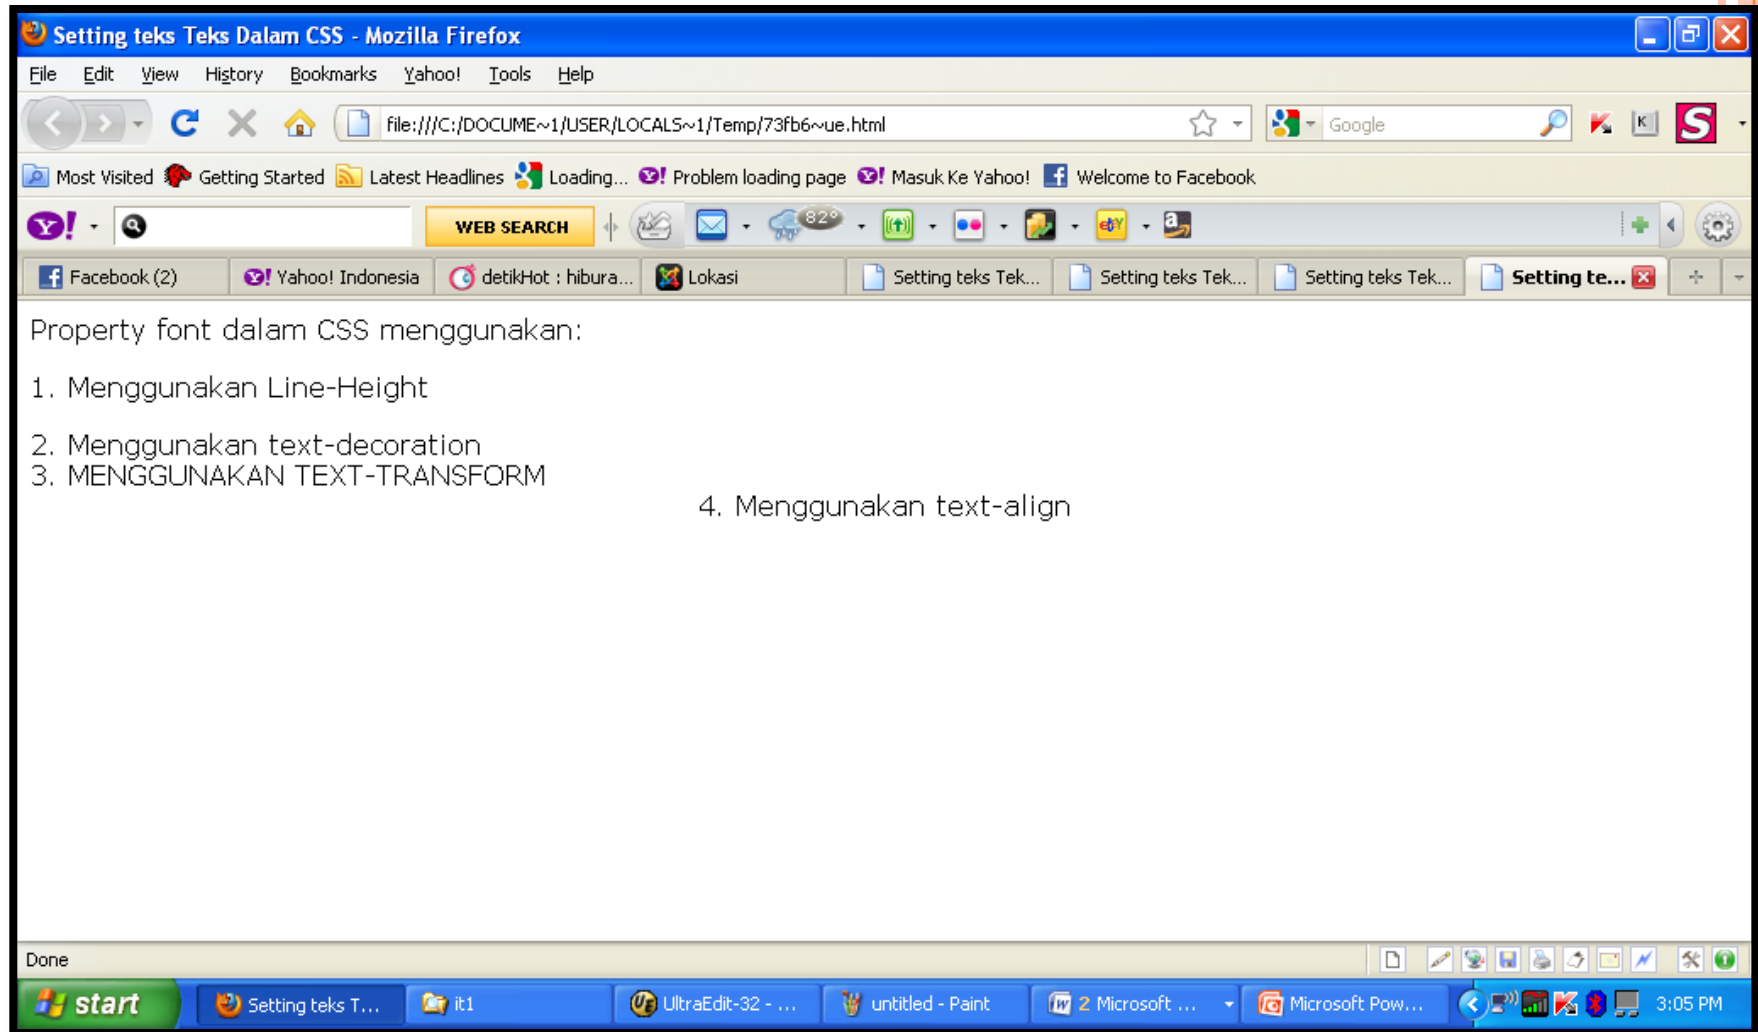 Setting teks Teks Dalam CSS - Mozilla Firefox
File Edit View History Bookmarks Yahoo! Tools Help
file:///C:/DOCUME~1/USER/LOCALS~1/Temp/73fb6~ue.html Google K S
Most Visited Getting Started Latest Headlines Loading... Problem loading page Masuk Ke Yahoo! Welcome to Facebook
Y! WEB SEARCH 82° ebY a
Facebook (2) Yahoo! Indonesia detikHot : hibura... Lokasi Setting teks Tek... Setting teks Tek... Setting teks Tek... Setting te...
Property font dalam CSS menggunakan:
1. Menggunakan Line-Height
2. Menggunakan text-decoration
3. MENGGUNAKAN TEXT-TRANSFORM
4. Menggunakan text-align
Done
start Setting teks T... it1 UltraEdit-32 - ... untitled - Paint 2 Microsoft ... Microsoft Pow... 3:05 PM